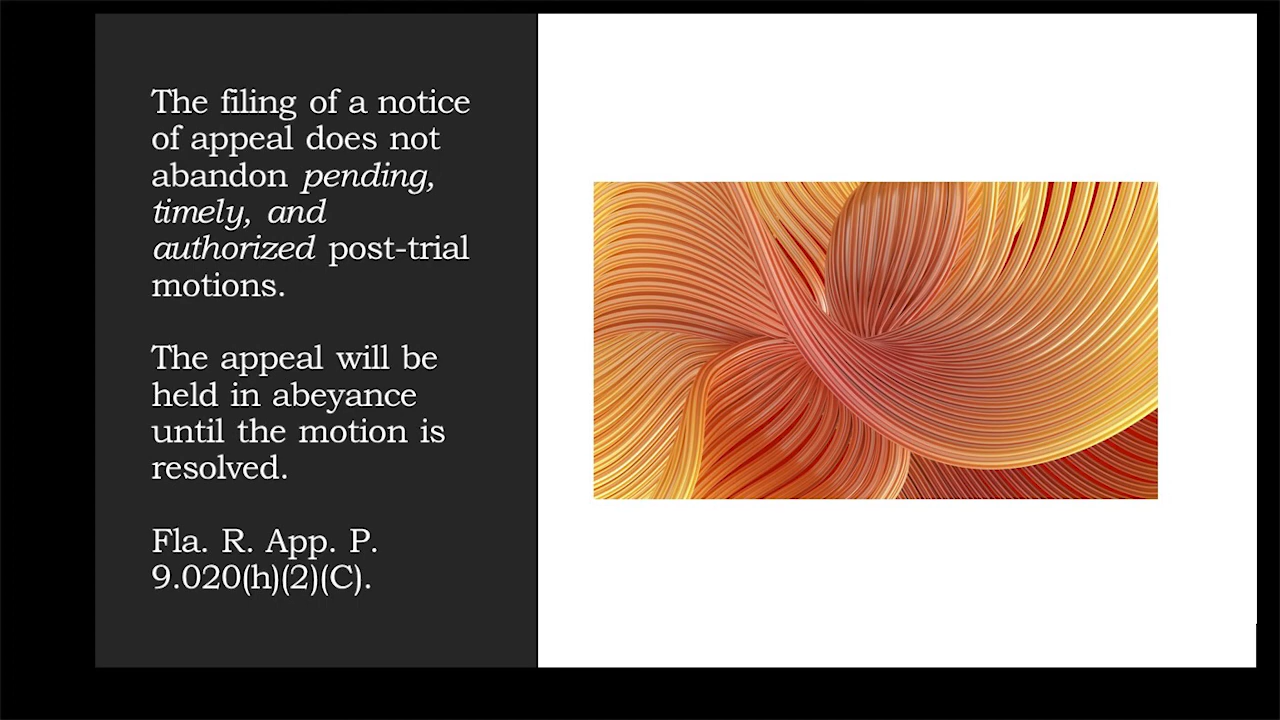 The filing of a notice
of appeal does not
abandon pending,
timely, and
authorized post-trial
motions.
The appeal will be
held in abeyance
until the motion is
resolved.
Fla. R. App. P.
9.020(h)(2)(C).